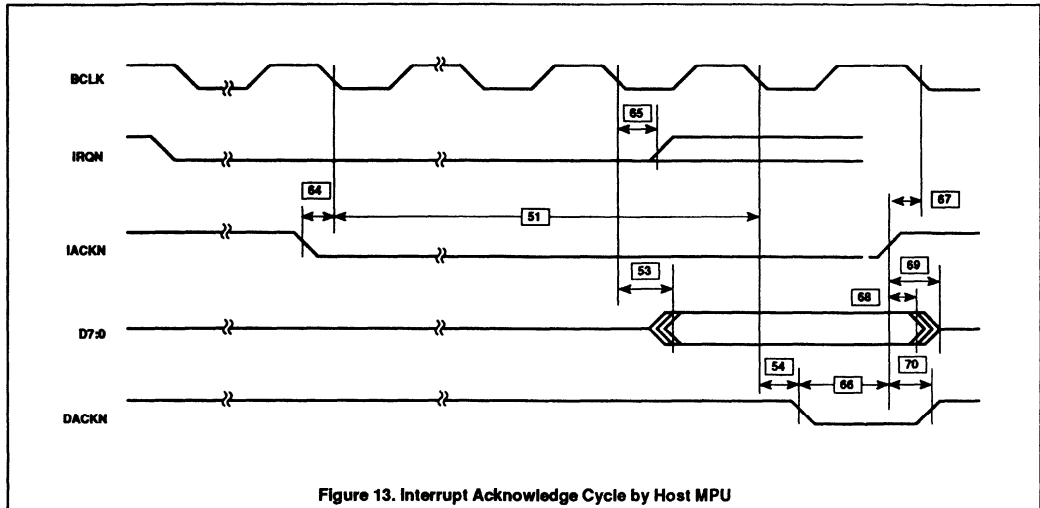 BCLK
65
IRQN
64
67
51
IACKN
53
69
68
D7:0
54
66
70
DACKN
Figure 13. Interrupt Acknowledge Cycle by Host MPU